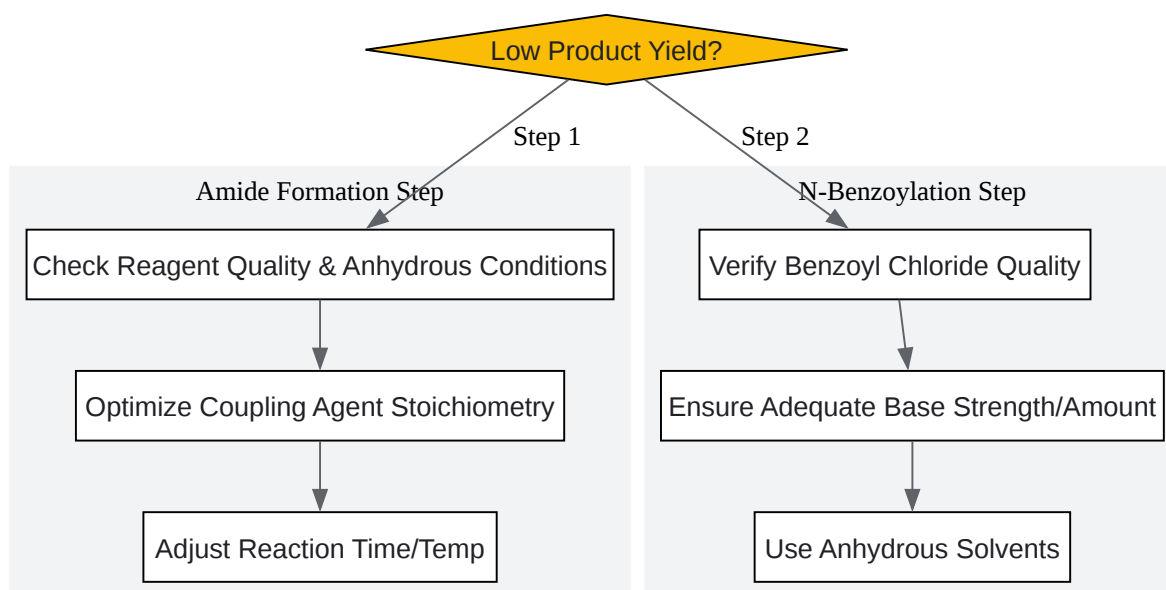 Low Product Yield?
Step 1
Step 2
Amide Formation Step
N-Benzoylation Step
Check Reagent Quality & Anhydrous Conditions
Verify Benzoyl Chloride Quality
Optimize Coupling Agent Stoichiometry
Ensure Adequate Base Strength/Amount
Adjust Reaction Time/Temp
Use Anhydrous Solvents